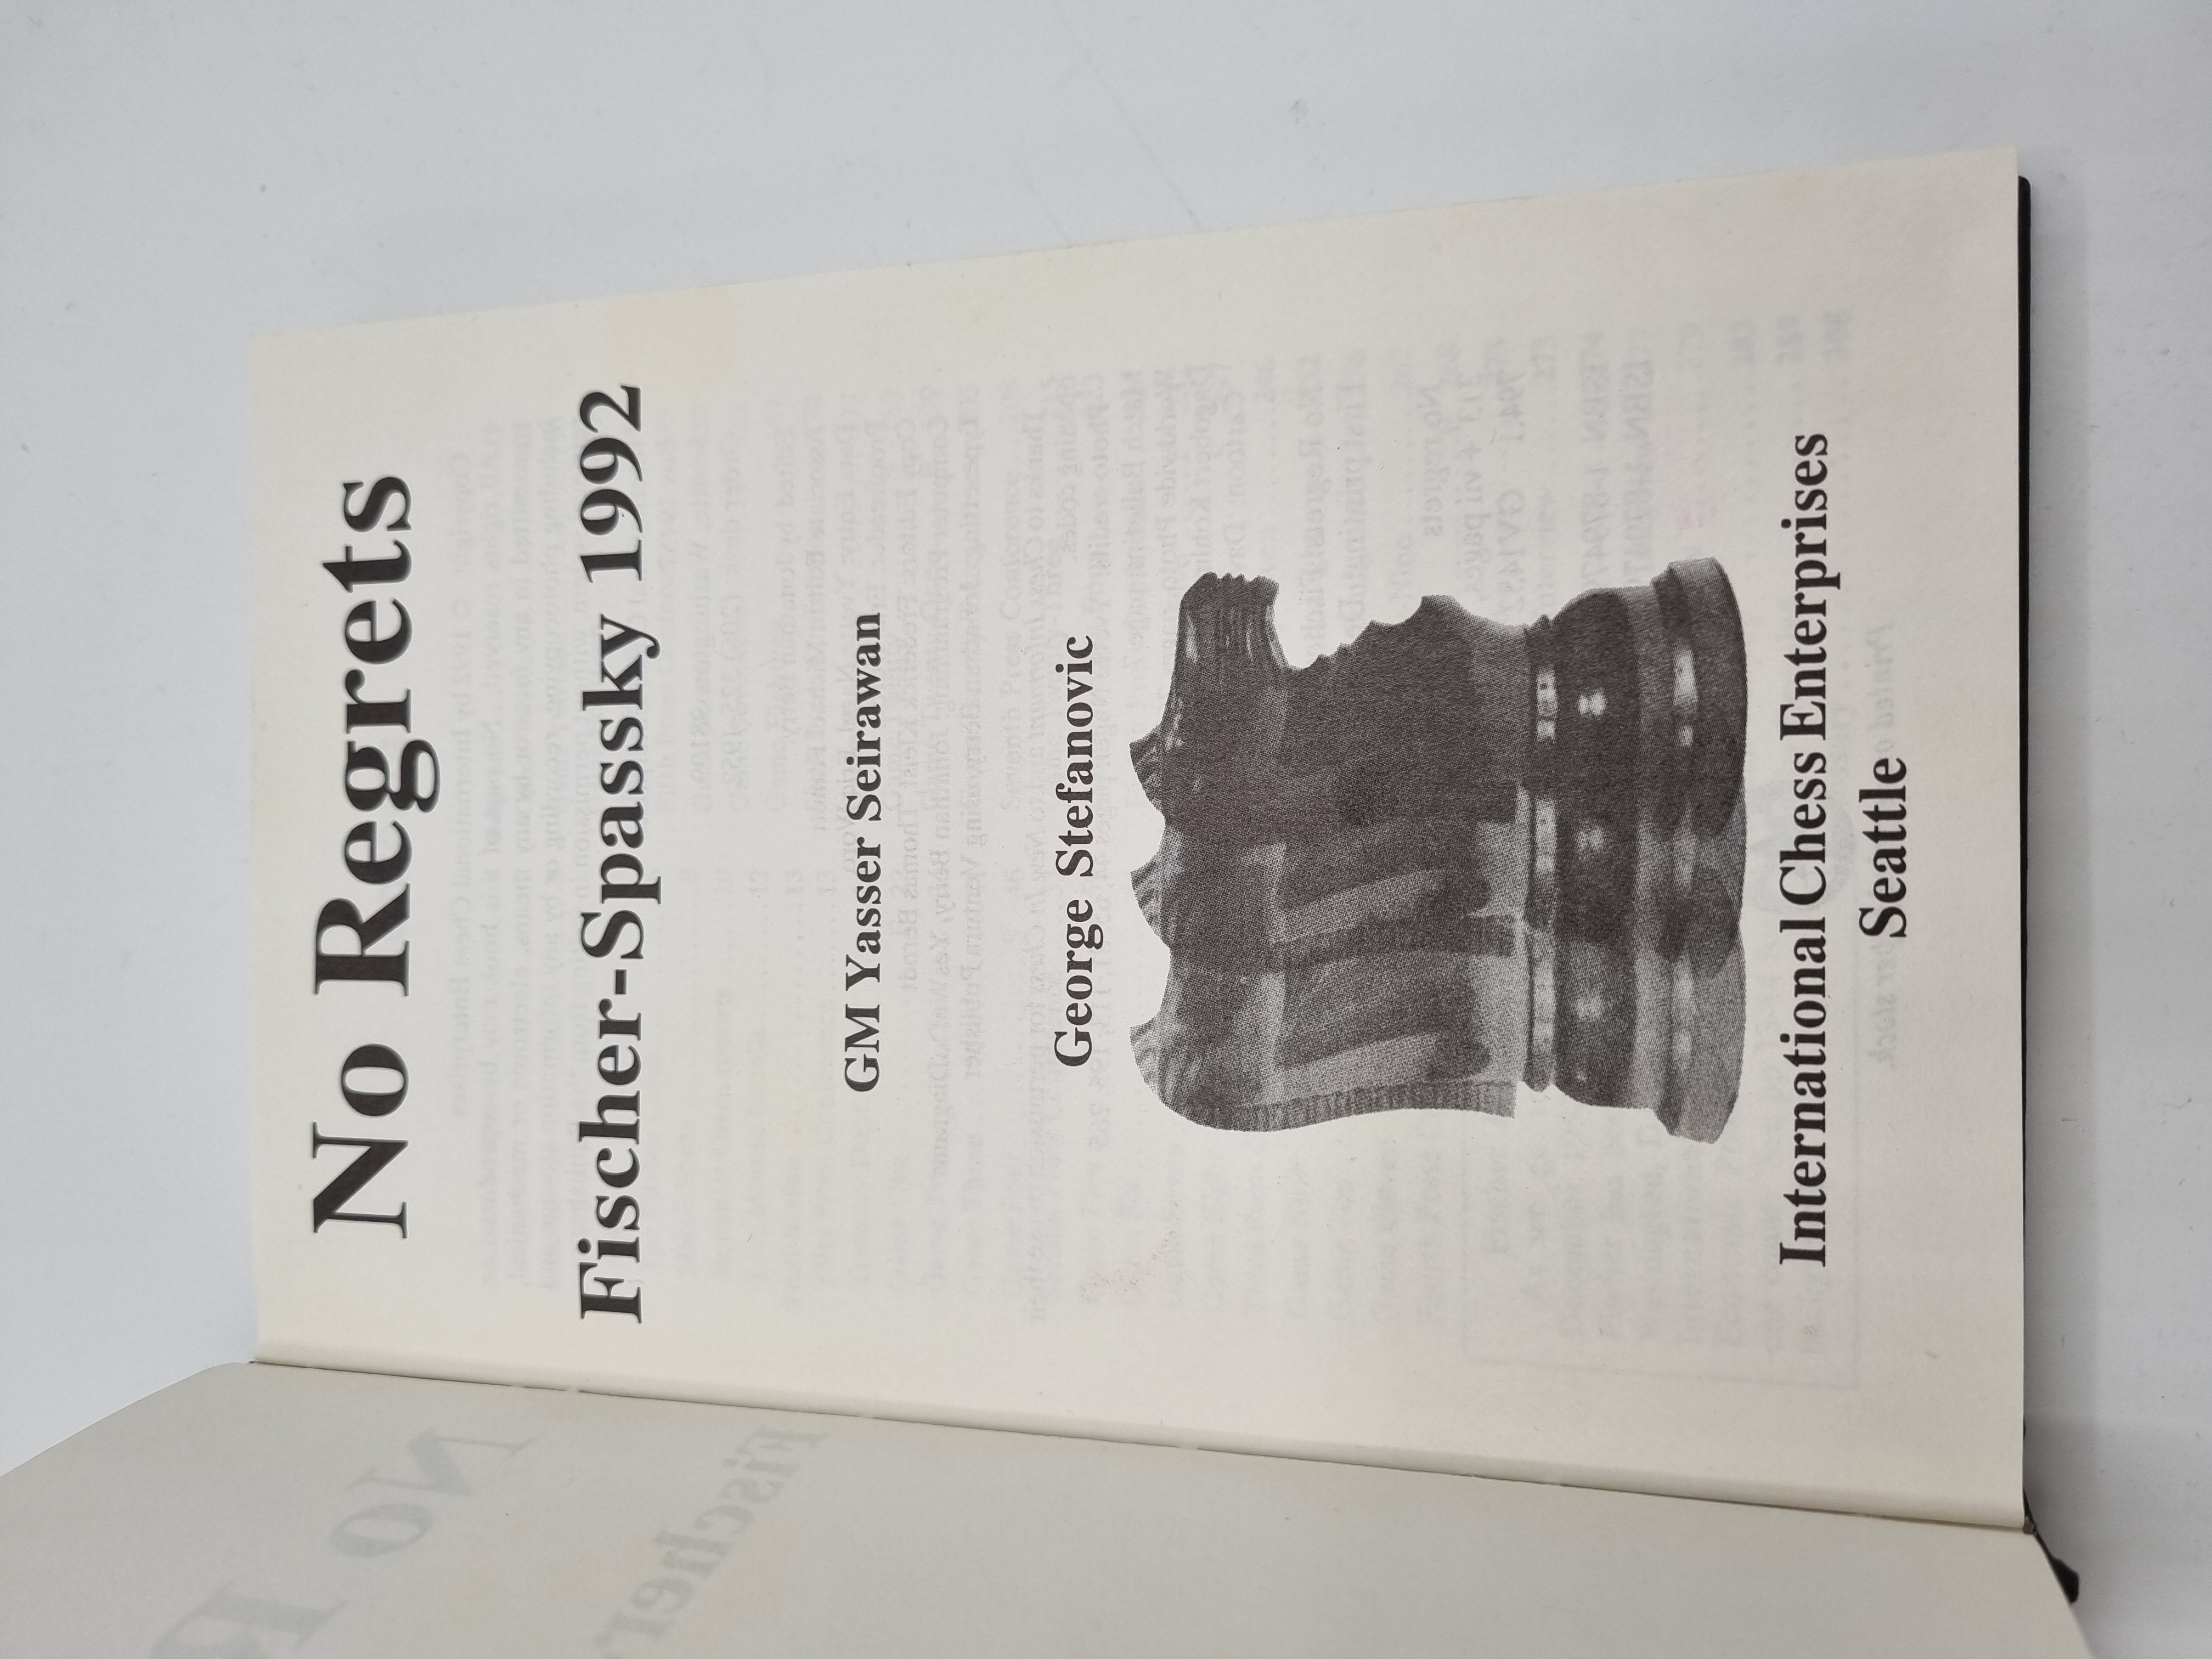 No Regrets
Fischer-Spassky 1992
GM Yasser Seirawan
George Stefanovic
International Chess Enterprises
Seattle